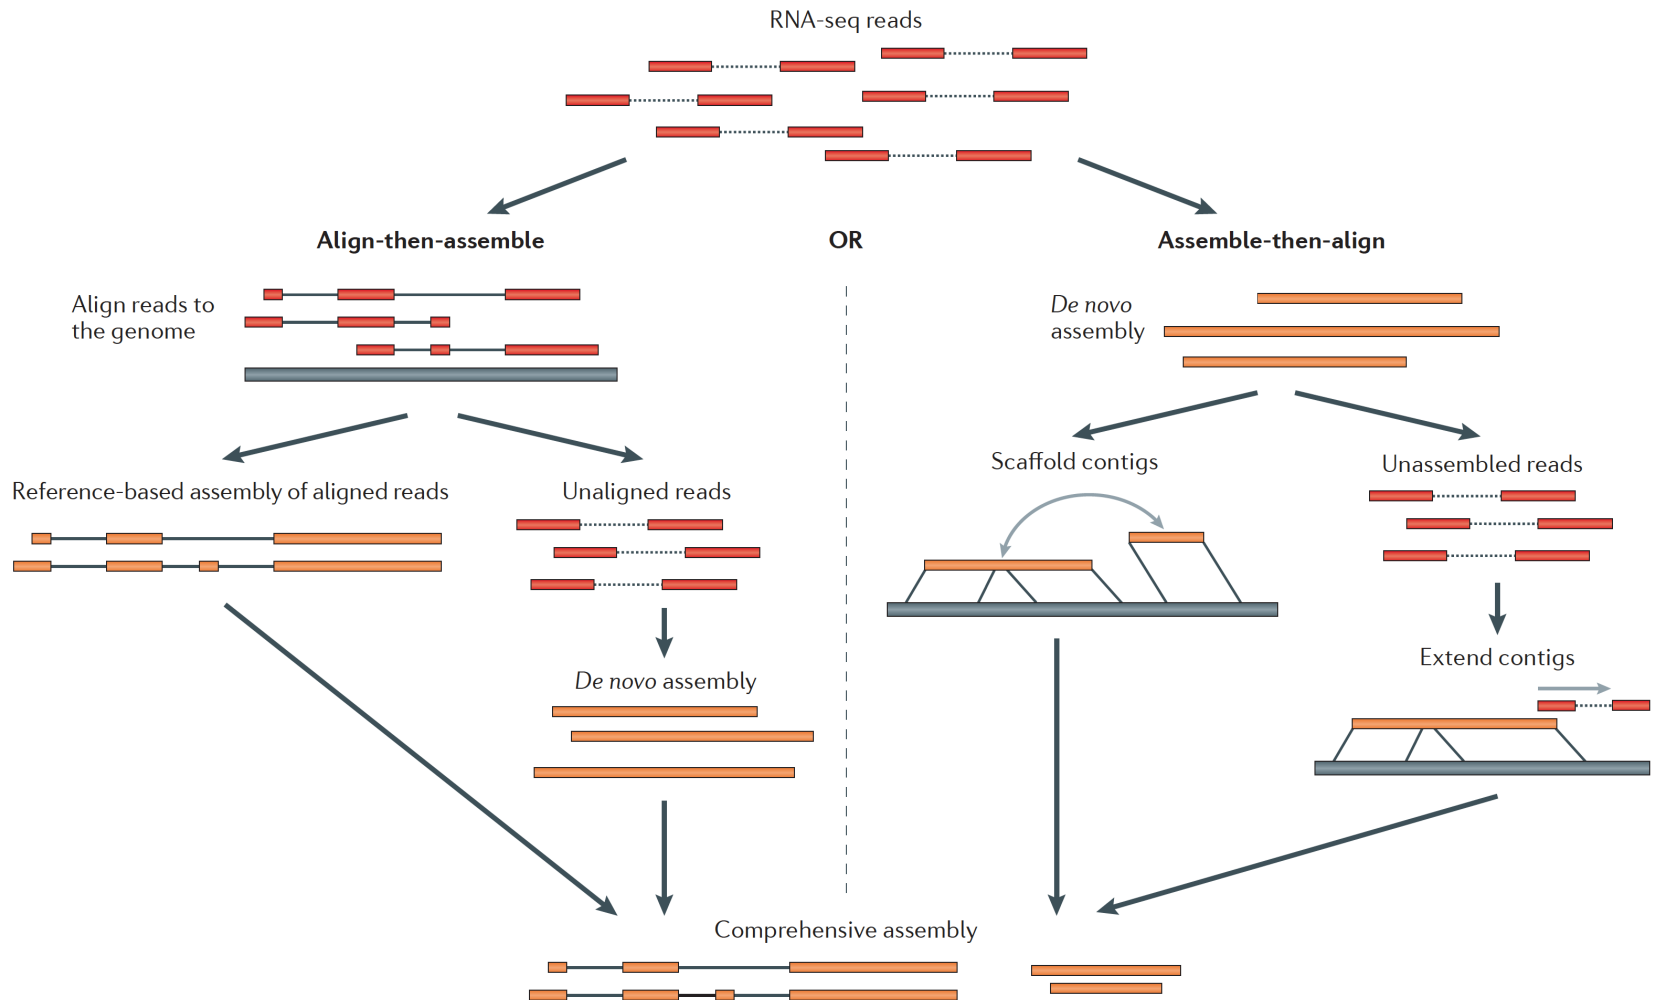 RNA-seq reads
Align-then-assemble
OR
Assemble-then-align
Align reads to
the genome
De novo
assembly
Reference-based assembly of aligned reads
Unaligned reads
Scaffold contigs
Unassembled reads
De novo assembly
Extend contigs
Comprehensive assembly